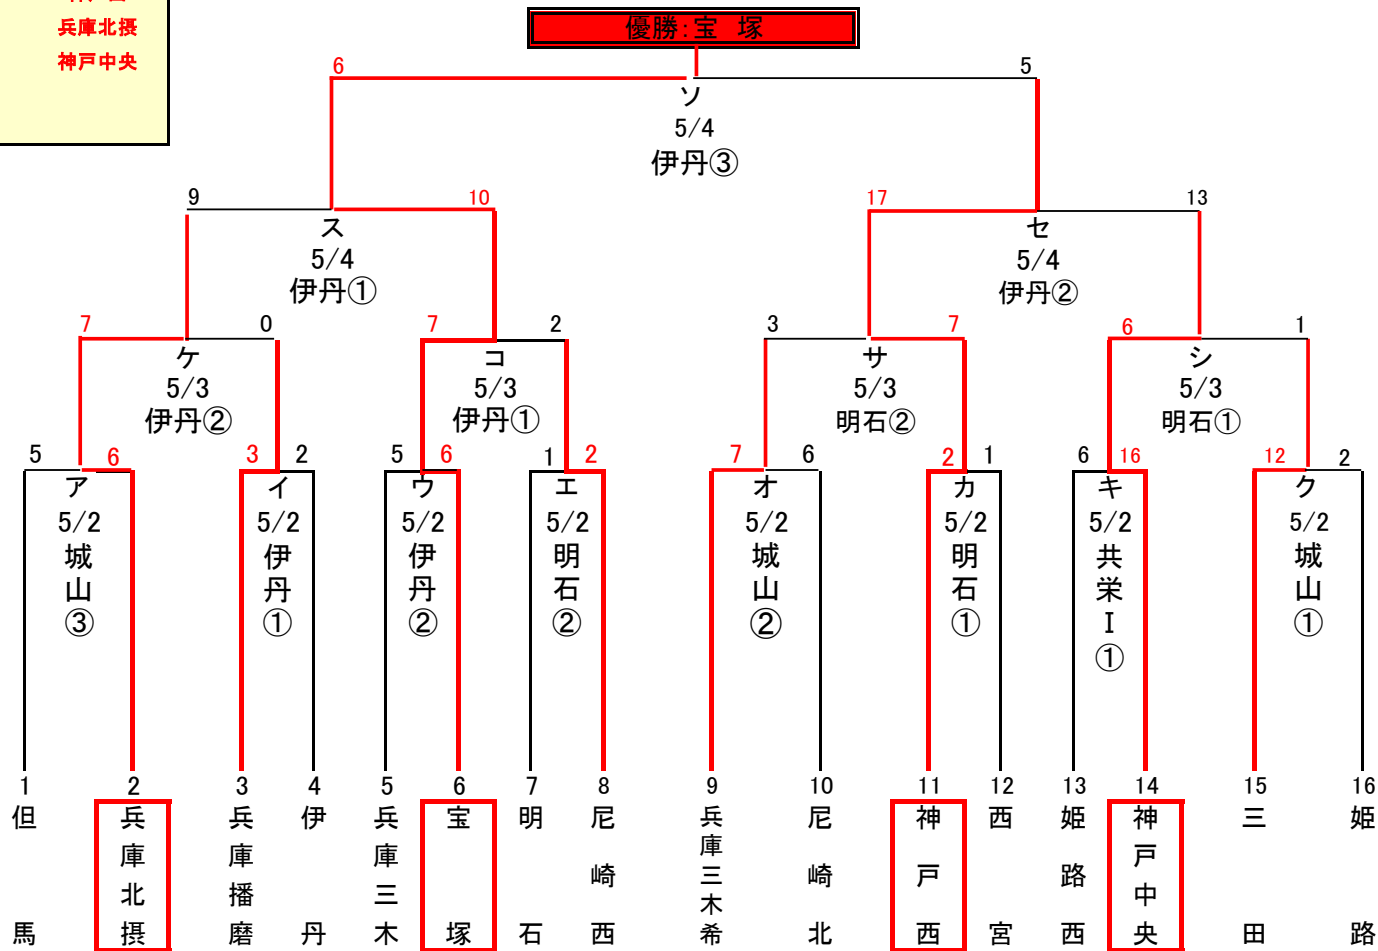 兵庫北摂
神戸中央
優勝:宝 塚
6 5
ソ
5/4
伊丹③
9 10 17 13
ス セ
5/4 5/4
伊丹① 伊丹②
7 0 7 2 3 7 6 1
ケ コ サ シ
5/3 5/3 5/3 5/3
伊丹② 伊丹① 明石② 明石①
5 6 3 2 5 6 1 2 7 6 2 1 6 16 12 2
ア イ ウ エ オ カ キ ク
5/2 5/2 5/2 5/2 5/2 5/2 5/2 5/2
城山③
伊丹①
伊丹②
明石②
城山②
明石①
共栄Ⅰ①
城山①
1 2 3 4 5 6 7 8 9 10 11 12 13 14 15 16
但馬
兵庫北摂
兵庫播磨
伊丹
兵庫三木
宝塚
明石
尼崎西
兵庫三木希
尼崎北
神戸西
西宮
姫路西
神戸中央
三田
姫路